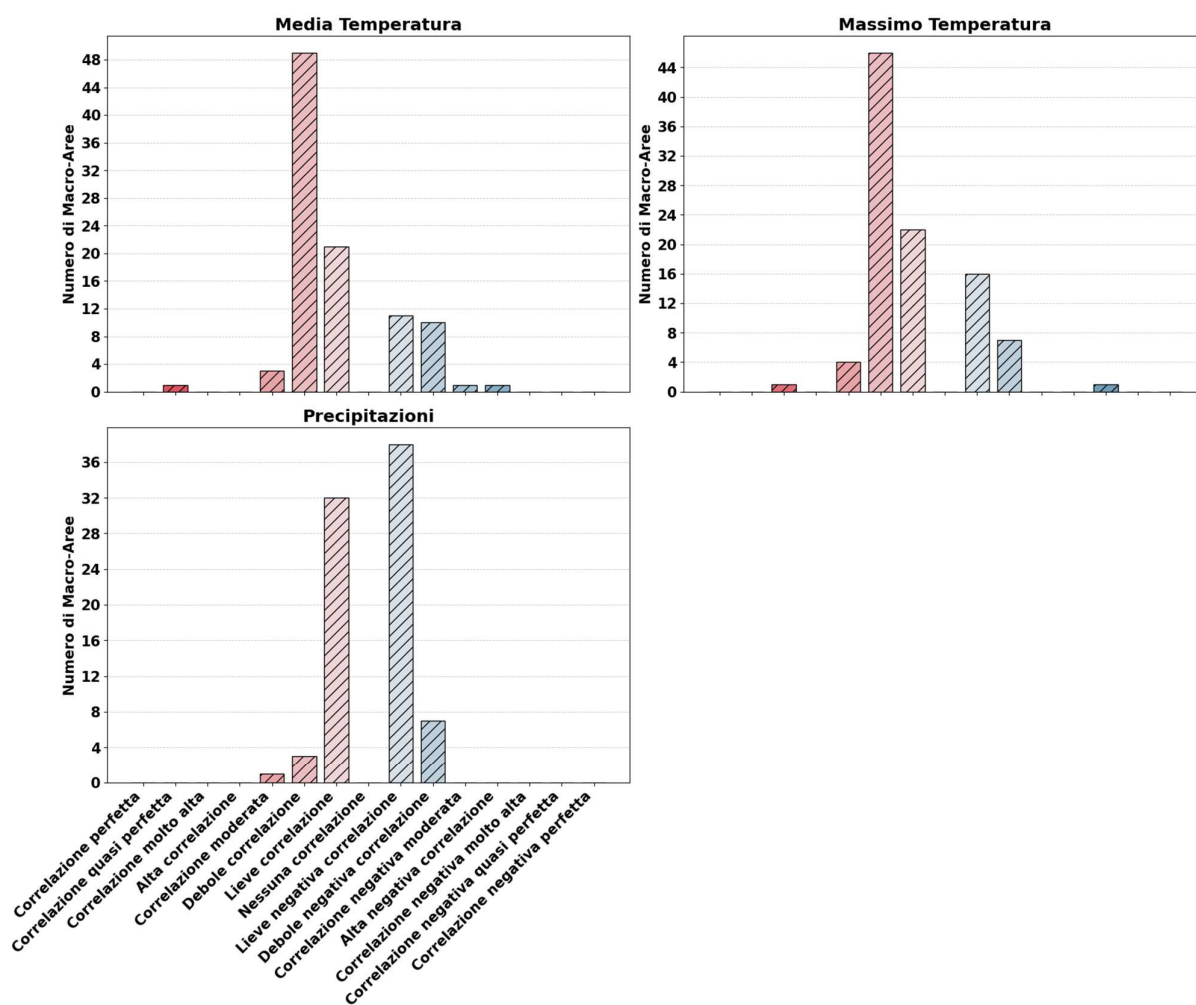 Media Temperatura
Numero di Macro-Aree
48
44
40
36
32
28
24
20
16
12
8
4
0
Massimo Temperatura
Numero di Macro-Aree
44
40
36
32
28
24
20
16
12
8
4
0
Precipitazioni
Numero di Macro-Aree
36
32
28
24
20
16
12
8
4
0
Correlazione perfetta
Correlazione quasi perfetta
Correlazione molto alta
Alta correlazione
Correlazione moderata
Debole correlazione
Lieve correlazione
Nessuna correlazione
Lieve negativa correlazione
Debole negativa correlazione
Correlazione negativa moderata
Alta negativa correlazione
Correlazione negativa molto alta
Correlazione negativa quasi perfetta
Correlazione negativa perfetta